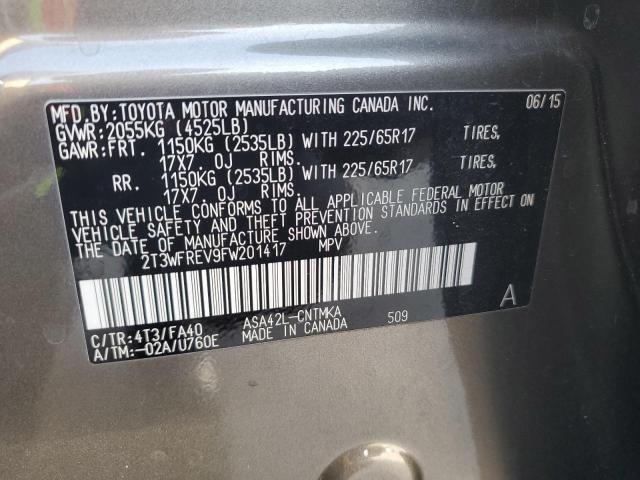 MFD.BY:TOYOTA MOTOR MANUFACTURING CANADA INC. 06/15
GVWR:2055KG (4525LB)
GAWR:FRT. 1150KG (2535LB) WITH 225/65R17 TIRES,
17X7 0J RIMS.
RR. 1150KG (2535LB) WITH 225/65R17 TIRES,
17X7 0J RIMS.
THIS VEHICLE CONFORMS TO ALL APPLICABLE FEDERAL MOTOR
VEHICLE SAFETY AND THEFT PREVENTION STANDARDS IN EFFECT ON
THE DATE OF MANUFACTURE SHOWN ABOVE.
2T3WFREV9FW201417 MPV
A
C/TR:4T3/FA40 ASA42L-CNTMKA 509
A/TM:-02A/U760E MADE IN CANADA